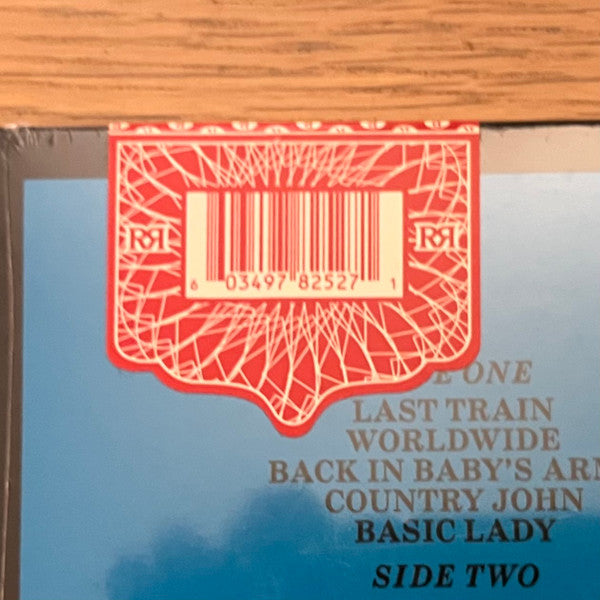 RR RR
6 03497 82527 1
E ONE
LAST TRAIN
WORLDWIDE
BACK IN BABY'S ARM
COUNTRY JOHN
BASIC LADY
SIDE TWO